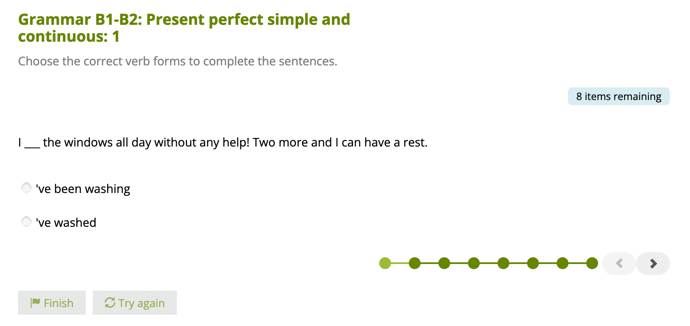 Grammar B1-B2: Present perfect simple and
continuous: 1
Choose the correct verb forms to complete the sentences.
8 items remaining
I ___ the windows all day without any help! Two more and I can have a rest.
've been washing
've washed
Finish
Try again